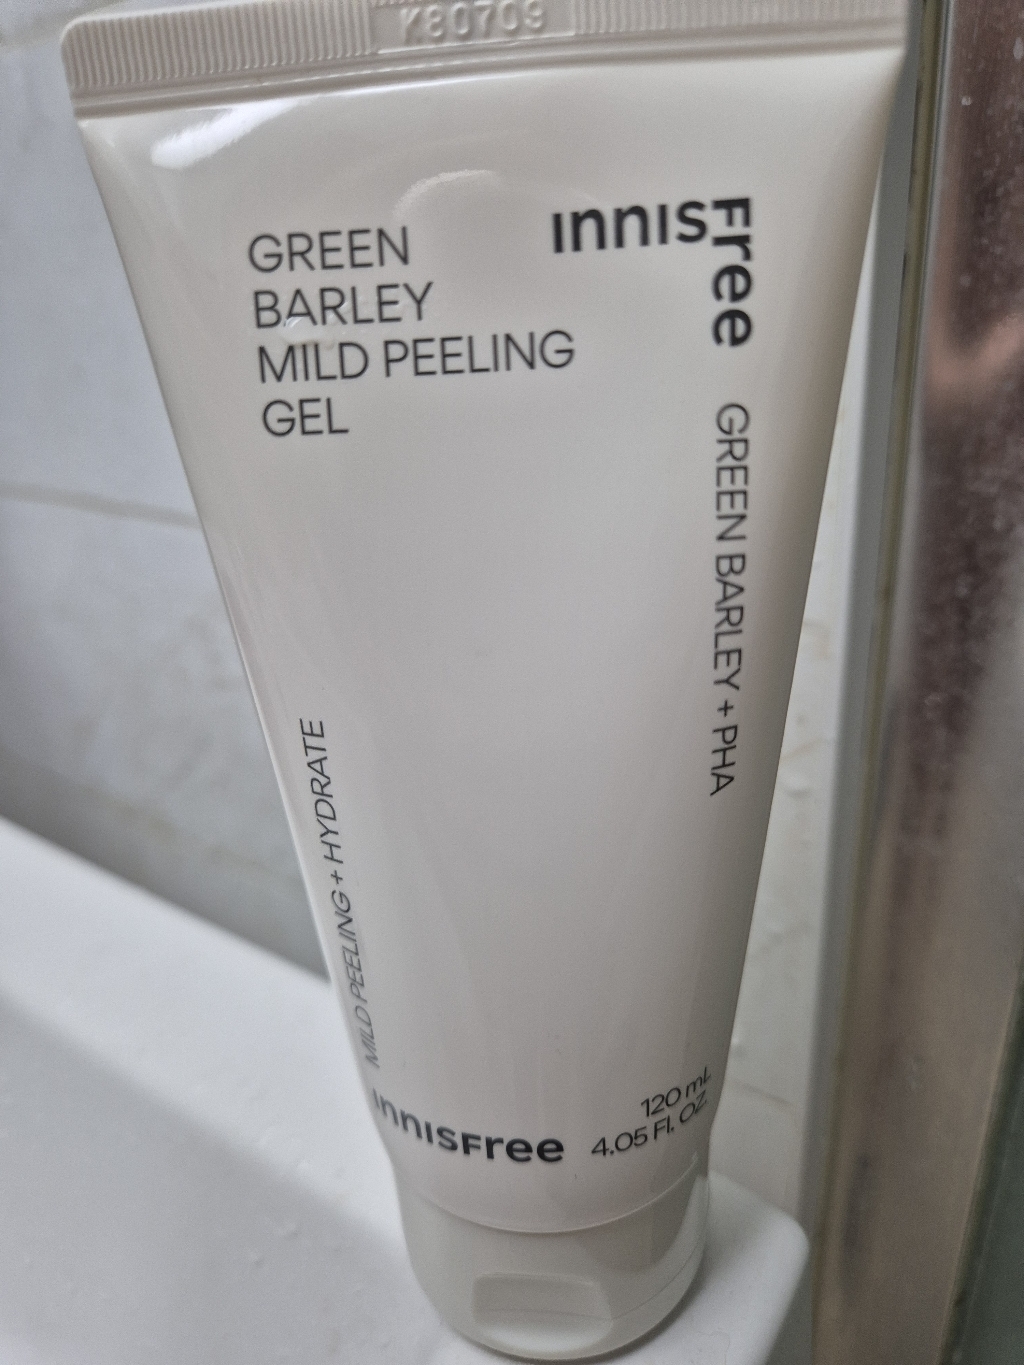 K80709
GREEN
BARLEY
MILD PEELING
GEL
INNISFree
GREEN BARLEY + PHA
MILD PEELING + HYDRATE
INNISFree
120 mL
4.05 Fl. OZ.